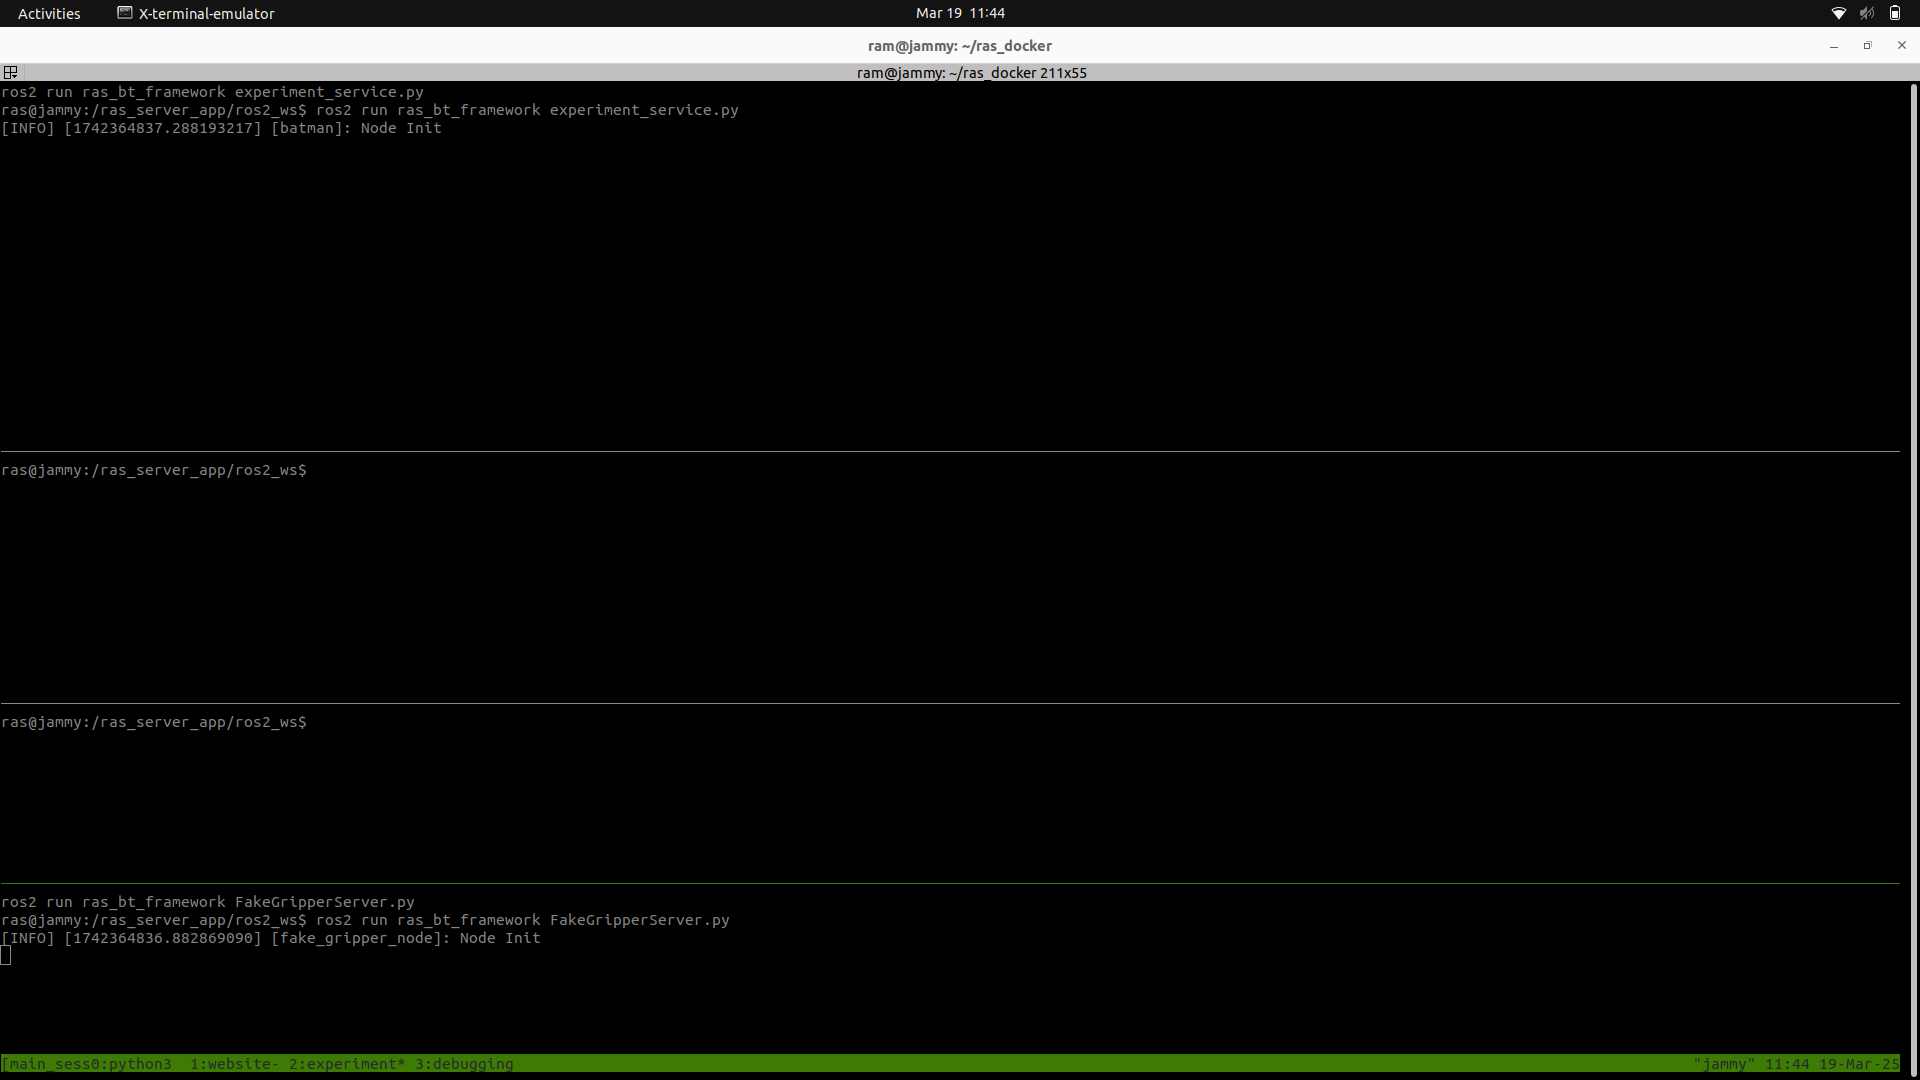 Activities X-terminal-emulator Mar 19 11:44
ram@jammy: ~/ras_docker
ram@jammy: ~/ras_docker 211x55
ros2 run ras_bt_framework experiment_service.py
ras@jammy:/ras_server_app/ros2_ws$ ros2 run ras_bt_framework experiment_service.py
[INFO] [1742364837.288193217] [batman]: Node Init
ras@jammy:/ras_server_app/ros2_ws$
ras@jammy:/ras_server_app/ros2_ws$
ros2 run ras_bt_framework FakeGripperServer.py
ras@jammy:/ras_server_app/ros2_ws$ ros2 run ras_bt_framework FakeGripperServer.py
[INFO] [1742364836.882869090] [fake_gripper_node]: Node Init
[main_sess0:python3 1:website- 2:experiment* 3:debugging "jammy" 11:44 19-Mar-25